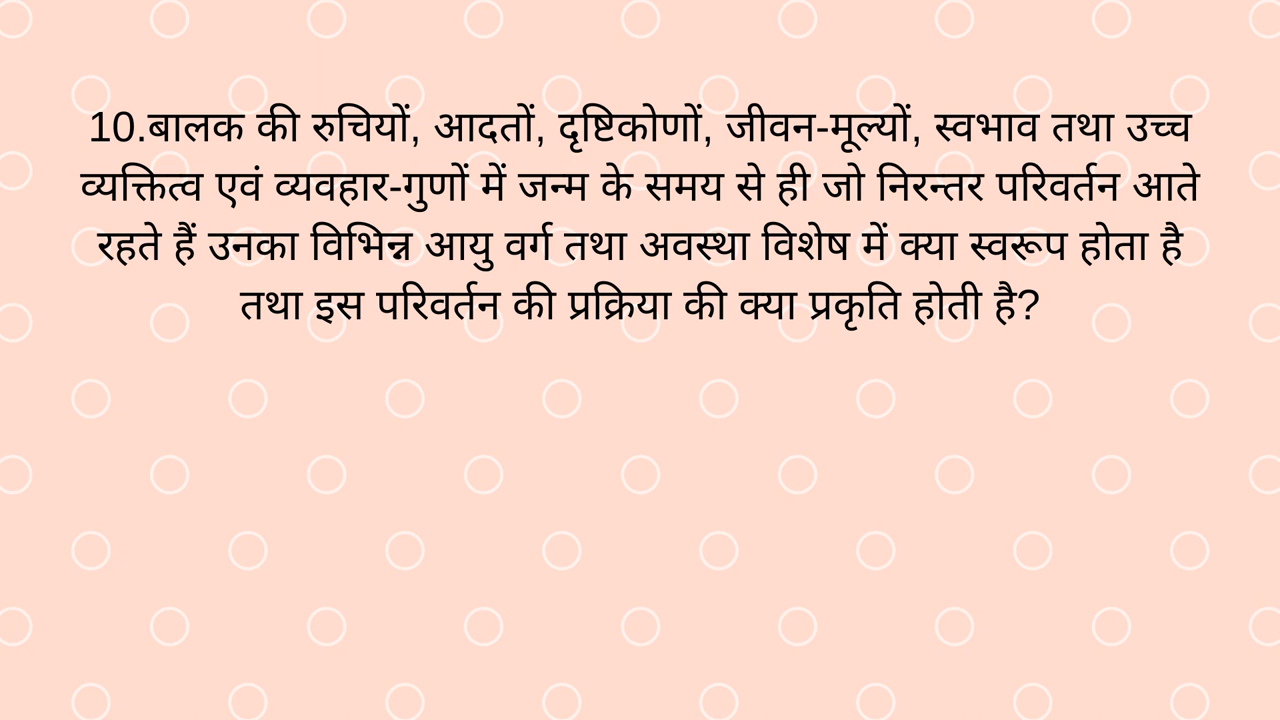 10.बालक की रुचियों, आदतों, दृष्टिकोणों, जीवन-मूल्यों, स्वभाव तथा उच्च
व्यक्तित्व एवं व्यवहार-गुणों में जन्म के समय से ही जो निरन्तर परिवर्तन आते
रहते हैं उनका विभिन्न आयु वर्ग तथा अवस्था विशेष में क्या स्वरूप होता है
तथा इस परिवर्तन की प्रक्रिया की क्या प्रकृति होती है?